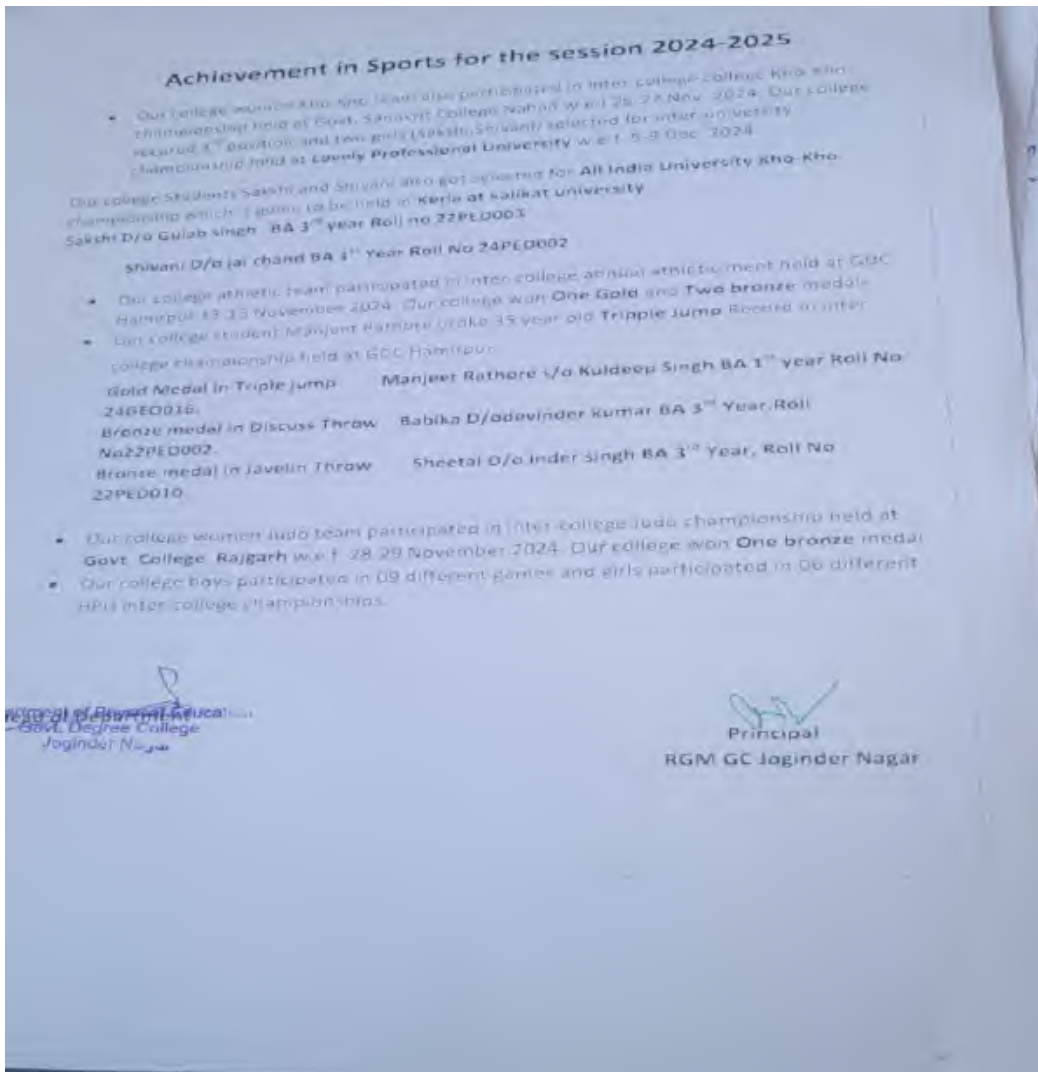 Achievement in Sports for the session 2024-2025
• Our college women Kho-Kho team also participated in inter college college Kho-Kho
championship held at Govt. Sanaskrit College Nahan w.e.f 25-27 Nov. 2024. Our college
secured position and two girls (Sakshi, Shivani) selected for inter university
championship held at Lovely Professional University w.e.f. 5-9 Dec. 2024
Our college Students Sakshi and Shivani also got selected for All India University Kho-Kho
championship which going to be held in Kerla at kalikat university
Sakshi D/o Gulab singh BA 3rd year Roll no 22PED003
Shivani D/o jai chand BA 1st Year Roll No 24PED002
• Our college athletic team participated in inter college annual athletic held at GDC
Hamirpur November 2024. Our college won One Gold and Two bronze medals
• college student Manjeet Rathore 35 year old Tripple Jump Record in inter
college championship held at GDC Hamirpur.
Gold Medal in Triple jump Manjeet Rathore s/o Kuldeep Singh BA 1st year Roll No
24GEO016.
Bronze medal in Discuss Throw Babika D/odevinder kumar BA 3rd Year.Roll
No22PED002.
Bronze medal in Javelin Throw Sheetal D/o Inder singh BA 3rd Year, Roll No
22PED010
• Our college women Judo team participated in inter-college Judo championship held at
Govt College Rajgarh w.e.f 28-29 November 2024. Our college won One bronze medal
• Our college boys participated in 09 different games and girls participated in 06 different
HPU inter college championships.
Head of Department
Department of Physical
Govt. Degree College
Joginder
Principal
RGM GC Joginder Nagar